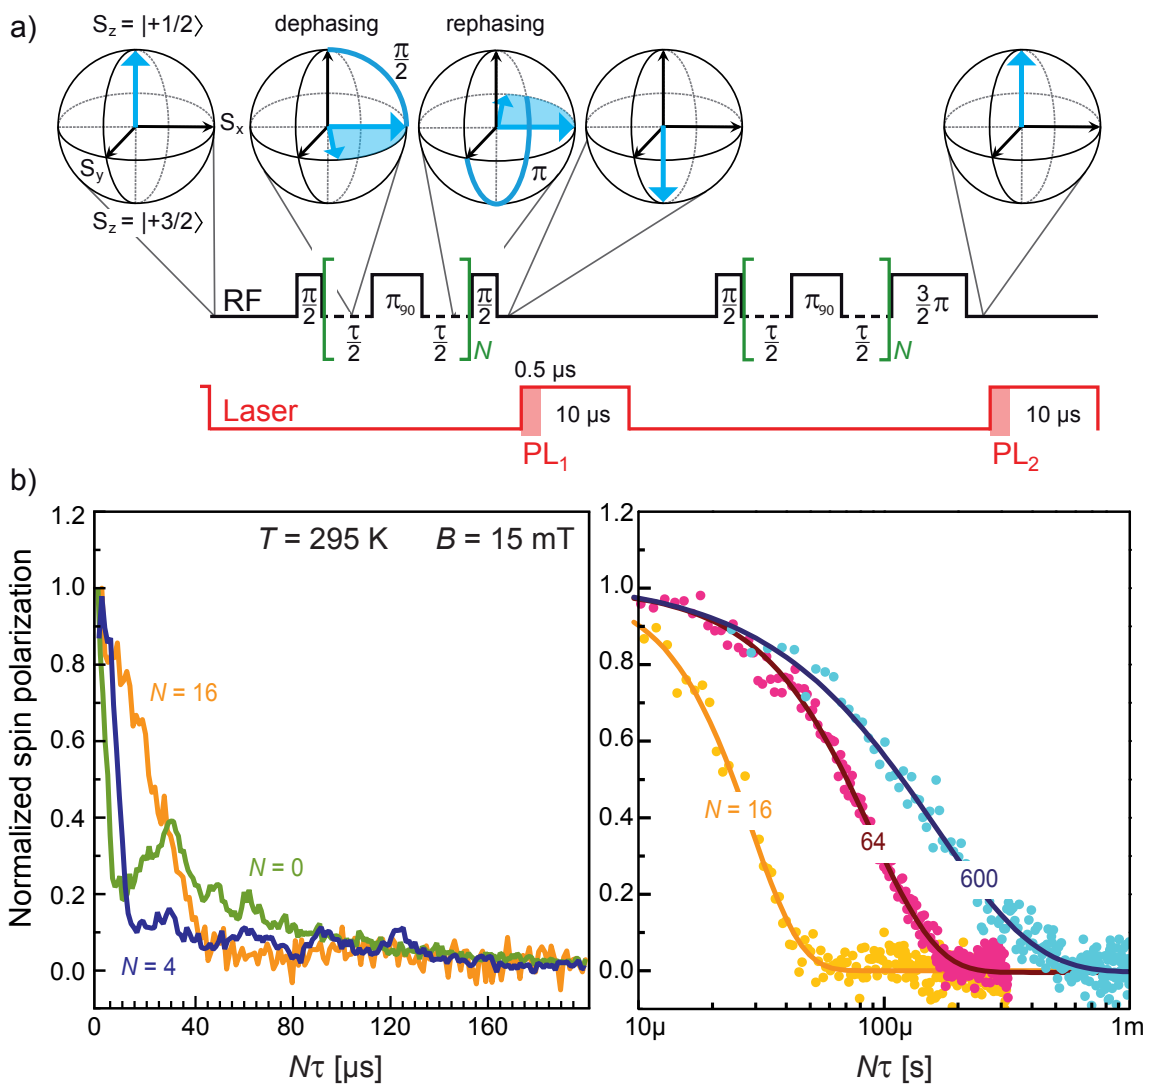 a)
S_z = |+1/2⟩
dephasing
rephasing
π/2
S_x
S_y
π
S_z = |+3/2⟩
RF
π/2
τ/2
π₉₀
τ/2
N
π/2
π/2
τ/2
π₉₀
τ/2
N
3/2 π
0.5 µs
Laser
10 µs
10 µs
PL₁
PL₂
b)
Normalized spin polarization
1.2
1.0
0.8
0.6
0.4
0.2
0.0
T = 295 K B = 15 mT
N = 16
N = 0
N = 4
0 40 80 120 160
Nτ [µs]
1.2
1.0
0.8
0.6
0.4
0.2
0.0
N = 16
64
600
10µ 100µ 1m
Nτ [s]